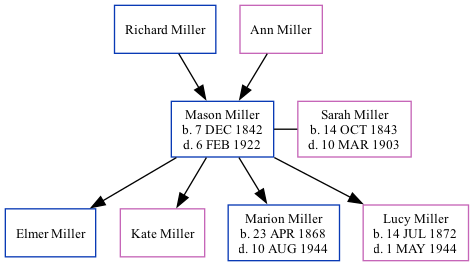 Richard Miller
Ann Miller
Mason Miller
b. 7 DEC 1842
d. 6 FEB 1922
Sarah Miller
b. 14 OCT 1843
d. 10 MAR 1903
Elmer Miller
Kate Miller
Marion Miller
b. 23 APR 1868
d. 10 AUG 1944
Lucy Miller
b. 14 JUL 1872
d. 1 MAY 1944